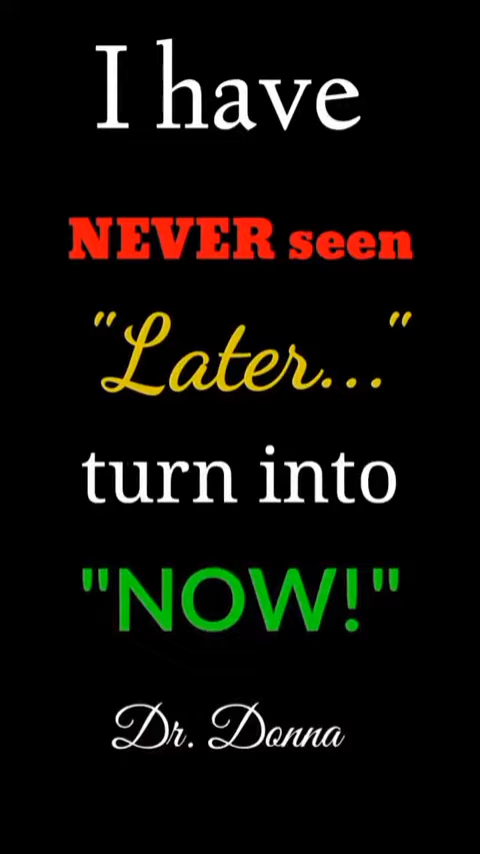 I have
NEVER seen
"Later..."
turn into
"NOW!"
Dr. Donna